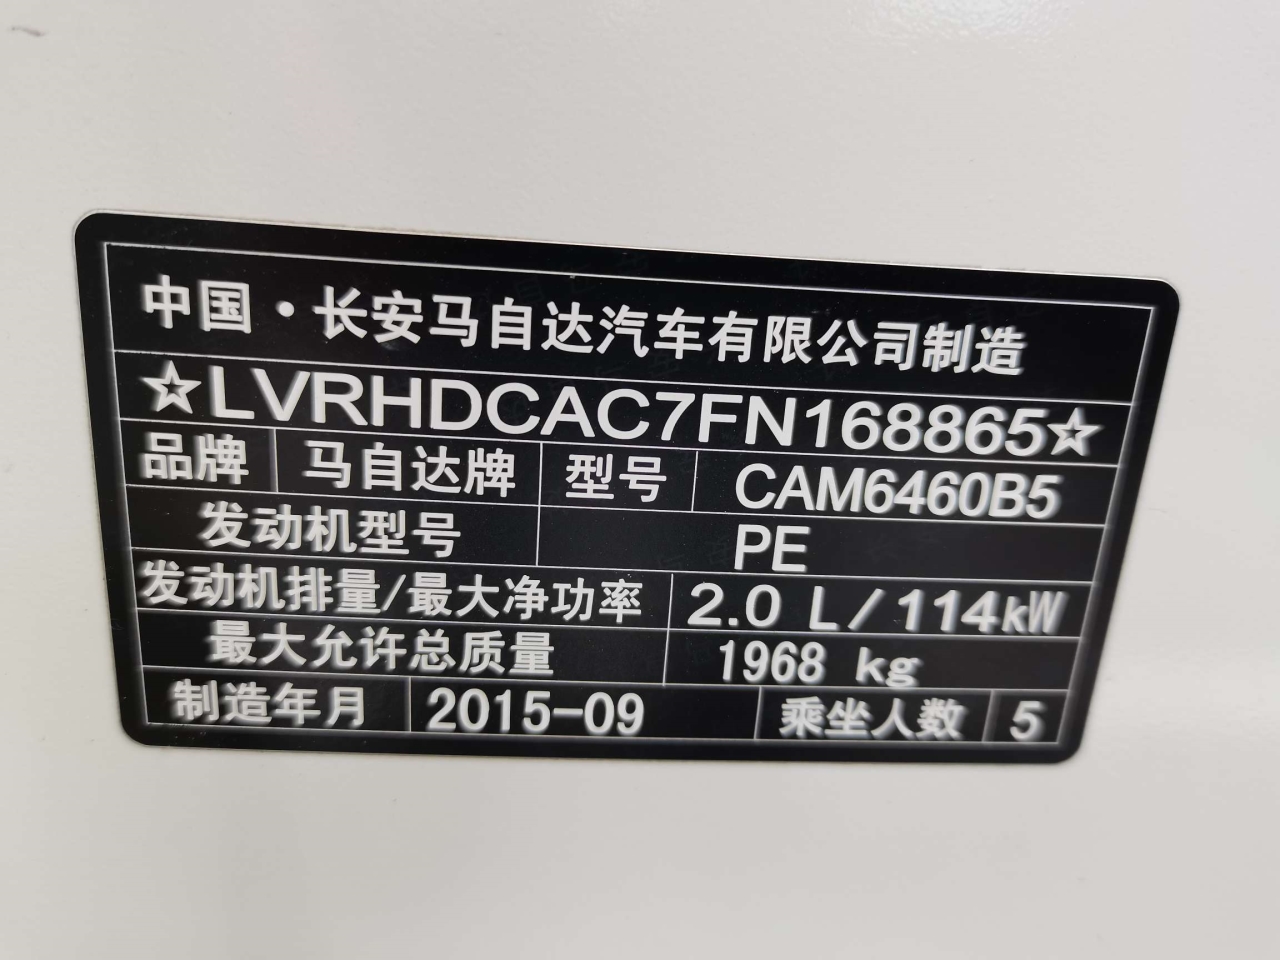 中国·长安马自达汽车有限公司制造
☆LVRHDCAC7FN168865☆
品牌 马自达牌 型号 CAM6460B5
发动机型号 PE
发动机排量/最大净功率 2.0 L/114kW
最大允许总质量 1968 kg
制造年月 2015-09 乘坐人数 5